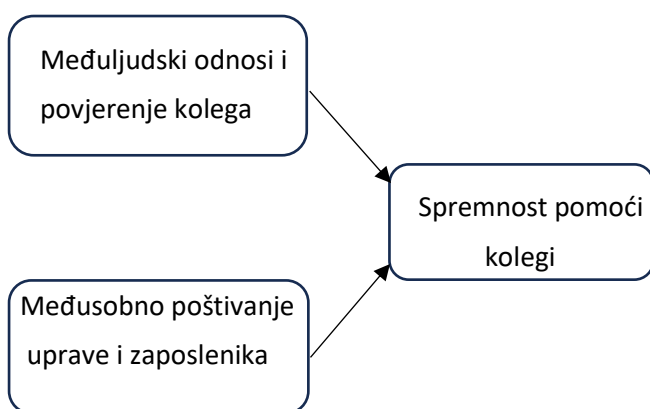 Međuljudski odnosi i
povjerenje kolega
Spremnost pomoći
kolegi
Međusobno poštivanje
uprave i zaposlenika